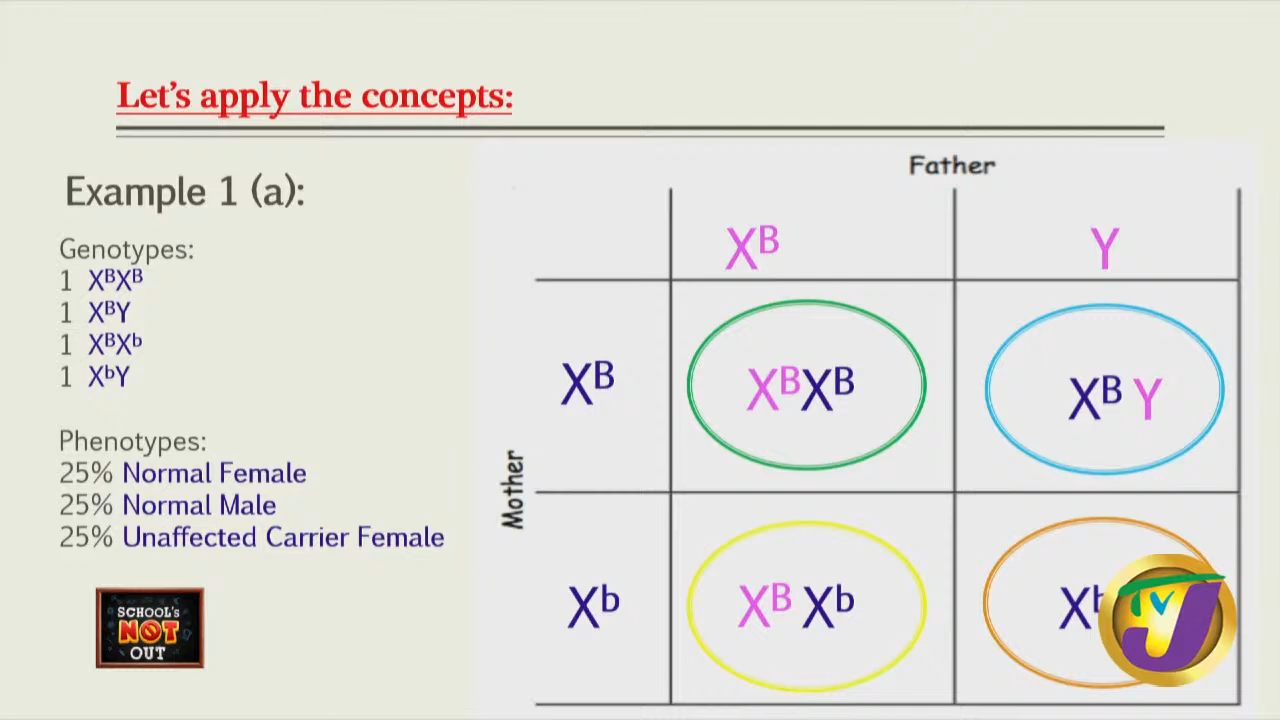 Let's apply the concepts:
Example 1 (a):
Genotypes:
1 XᴮXᴮ
1 XᴮY
1 XᴮXᵇ
1 XᵇY
Phenotypes:
25% Normal Female
25% Normal Male
25% Unaffected Carrier Female
SCHOOL's
NOT
OUT
Father
Xᴮ Y
Mother
Xᴮ XᴮXᴮ Xᴮ Y
Xᵇ Xᴮ Xᵇ
TVJ